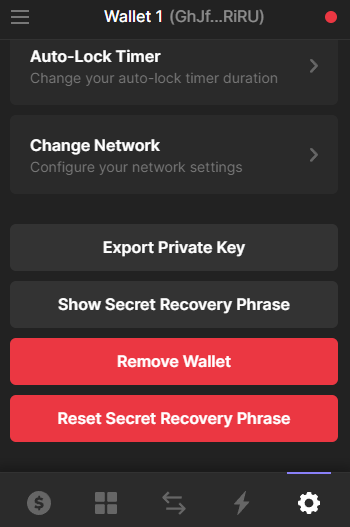 Wallet 1 (GhJf...RiRU)
Auto-Lock Timer
Change your auto-lock timer duration
Change Network
Configure your network settings
Export Private Key
Show Secret Recovery Phrase
Remove Wallet
Reset Secret Recovery Phrase